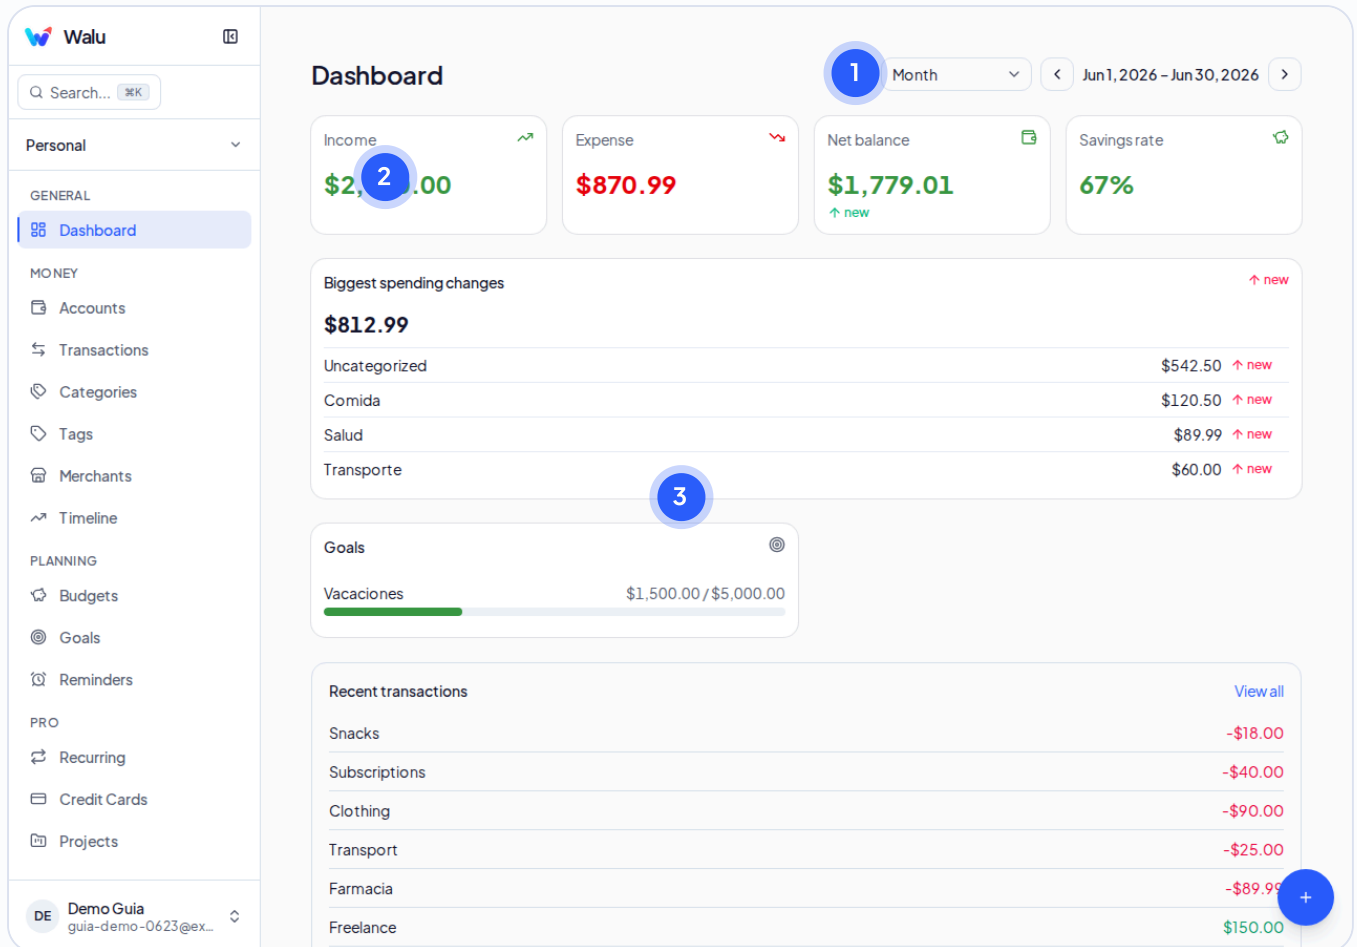 Walu
Search... ⌘K
Personal
GENERAL
Dashboard
MONEY
Accounts
Transactions
Categories
Tags
Merchants
Timeline
PLANNING
Budgets
Goals
Reminders
PRO
Recurring
Credit Cards
Projects
DE
Demo Guia
guia-demo-0623@ex...
Dashboard
1
Month
Jun 1, 2026 – Jun 30, 2026
Income
2
Expense
$870.99
Net balance
$1,779.01
↑ new
Savings rate
67%
Biggest spending changes
↑ new
$812.99
Uncategorized $542.50 ↑ new
Comida $120.50 ↑ new
Salud $89.99 ↑ new
Transporte $60.00 ↑ new
3
Goals
Vacaciones $1,500.00 / $5,000.00
Recent transactions View all
Snacks -$18.00
Subscriptions -$40.00
Clothing -$90.00
Transport -$25.00
Farmacia -$89.99
Freelance $150.00
+